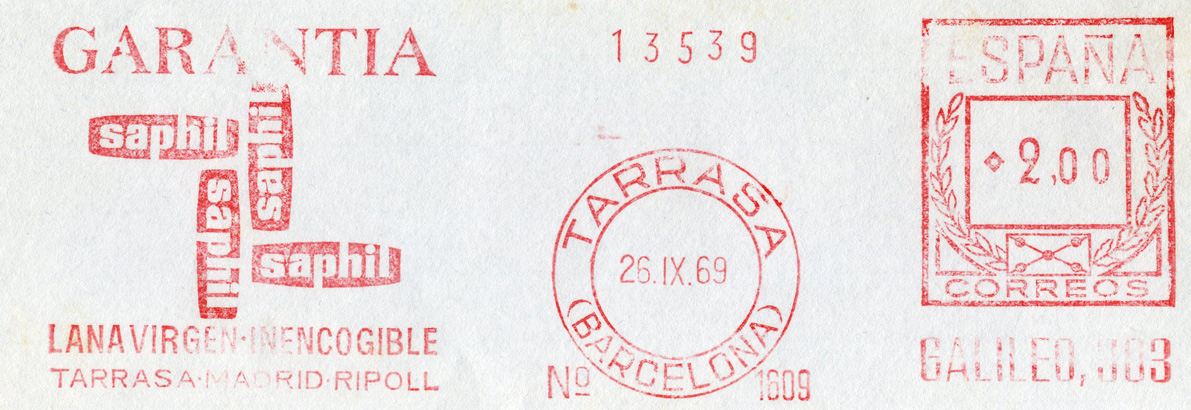 GARANTIA
saphil
saphil
saphil
saphil
LANA VIRGEN·INENCOGIBLE
TARRASA·MADRID·RIPOLL
13539
TARRASA
26.IX.69
(BARCELONA)
Nº 1609
ESPAÑA
2,00
CORREOS
GALILEO, 303